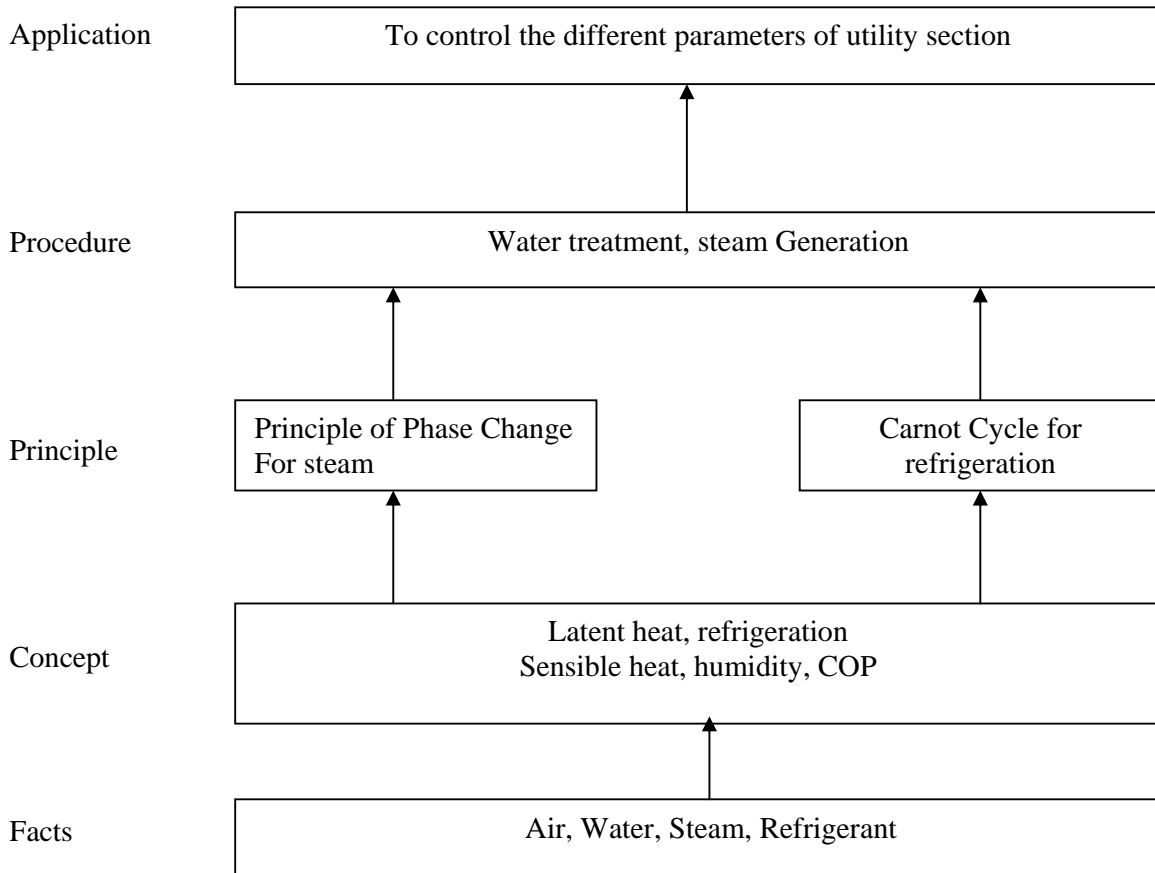 Application
To control the different parameters of utility section
Procedure
Water treatment, steam Generation
Principle
Principle of Phase Change
For steam
Carnot Cycle for
refrigeration
Concept
Latent heat, refrigeration
Sensible heat, humidity, COP
Facts
Air, Water, Steam, Refrigerant